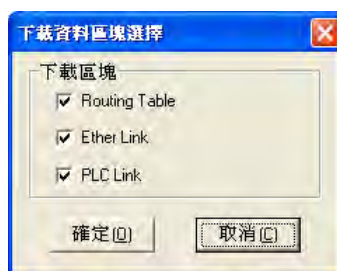 下載資料區塊選擇
下載區塊
Routing Table
Ether Link
PLC Link
確定(O) 取消(C)